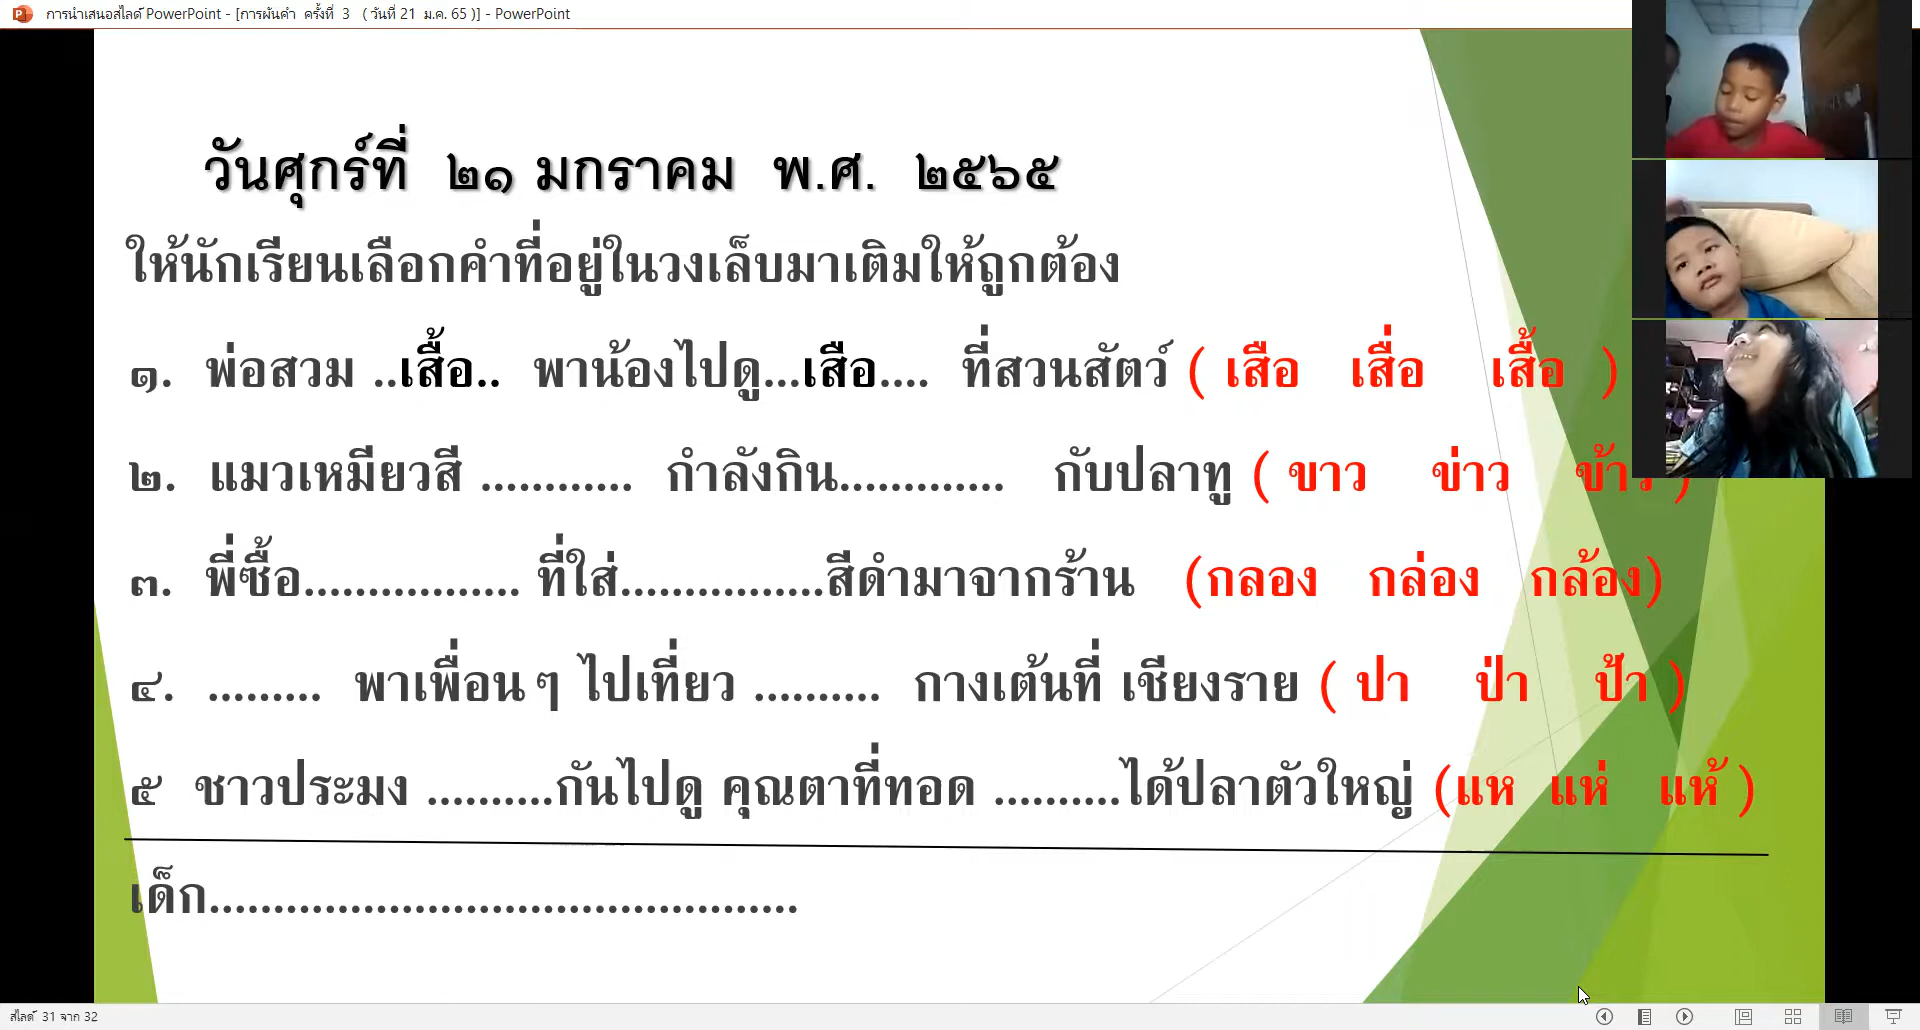 การนำเสนอสไลด์ PowerPoint - [การผันคำ ครั้งที่ 3 ( วันที่ 21 ม.ค. 65 )] - PowerPoint
วันศุกร์ที่ ๒๑ มกราคม พ.ศ. ๒๕๖๕
ให้นักเรียนเลือกคำที่อยู่ในวงเล็บมาเติมให้ถูกต้อง
๑. พ่อสวม ..เสื้อ.. พาน้องไปดู...เสือ.... ที่สวนสัตว์ ( เสือ เสื่อ เสื้อ )
๒. แมวเหมียวสี ............ กำลังกิน............. กับปลาทู ( ขาว ข่าว ข้าว )
๓. พี่ซื้อ................. ที่ใส่................สีดำมาจากร้าน (กลอง กล่อง กล้อง)
๔. ......... พาเพื่อนๆ ไปเที่ยว .......... กางเต้นที่ เชียงราย ( ปา ป่า ป้า )
๕ ชาวประมง ..........กันไปดู คุณตาที่ทอด ..........ได้ปลาตัวใหญ่ (แห แห่ แห้ )
เด็ก..............................................
สไลด์ 31 จาก 32